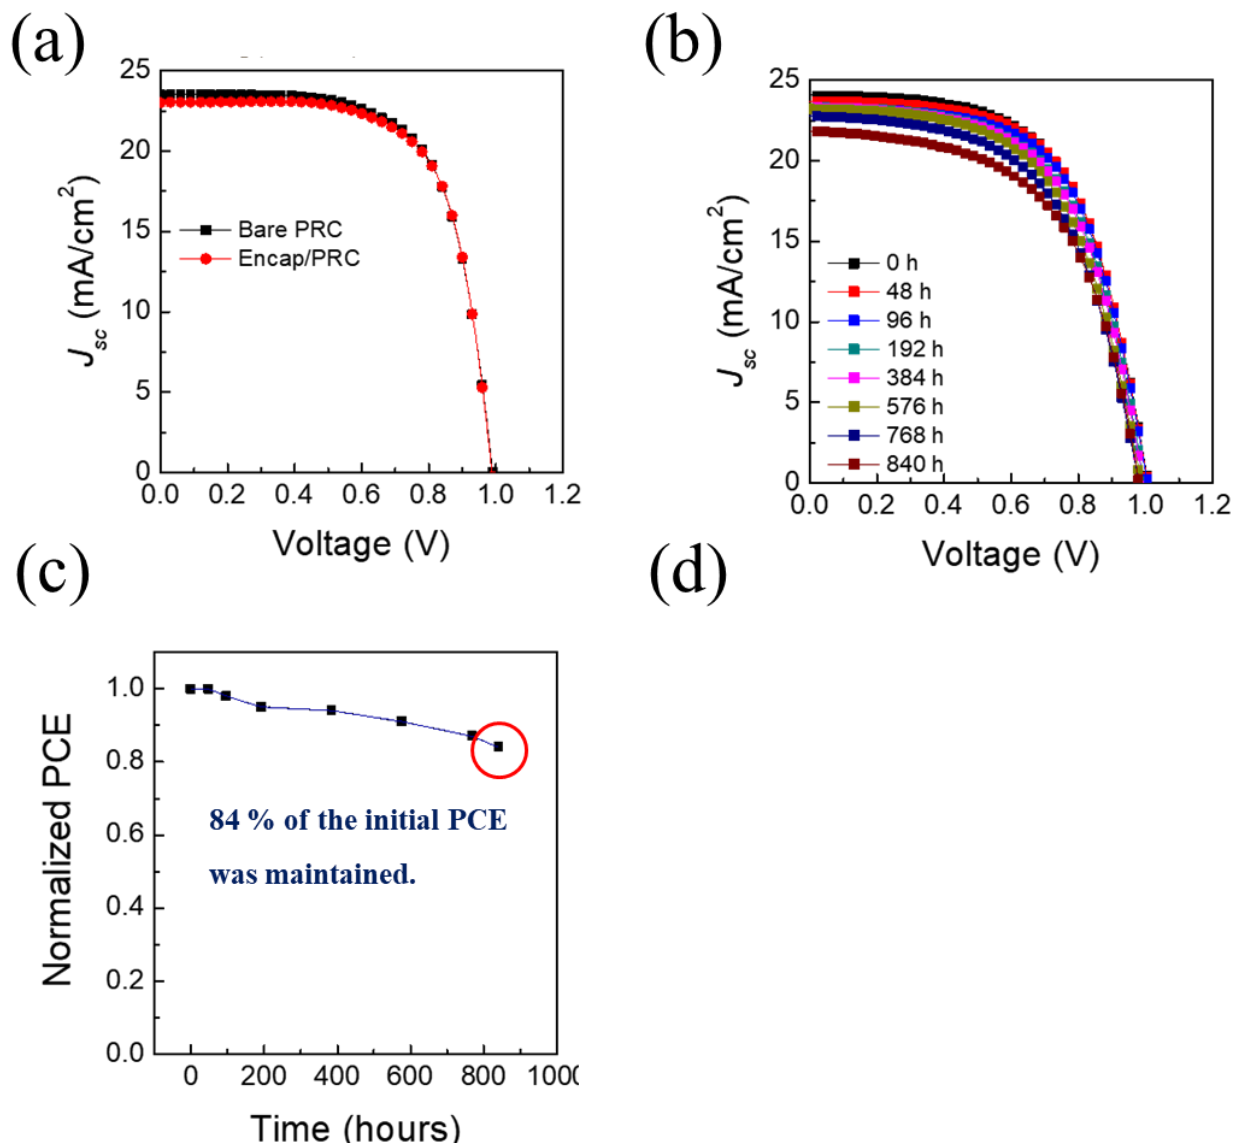 (a)
25
20
15
10
5
0
0.0 0.2 0.4 0.6 0.8 1.0 1.2
J_sc (mA/cm²)
Bare PRC
Encap/PRC
Voltage (V)
(b)
25
20
15
10
5
0
0.0 0.2 0.4 0.6 0.8 1.0 1.2
J_sc (mA/cm²)
0 h
48 h
96 h
192 h
384 h
576 h
768 h
840 h
Voltage (V)
(c)
1.0
0.8
0.6
0.4
0.2
0.0
0 200 400 600 800 1000
Normalized PCE
84 % of the initial PCE
was maintained.
Time (hours)
(d)